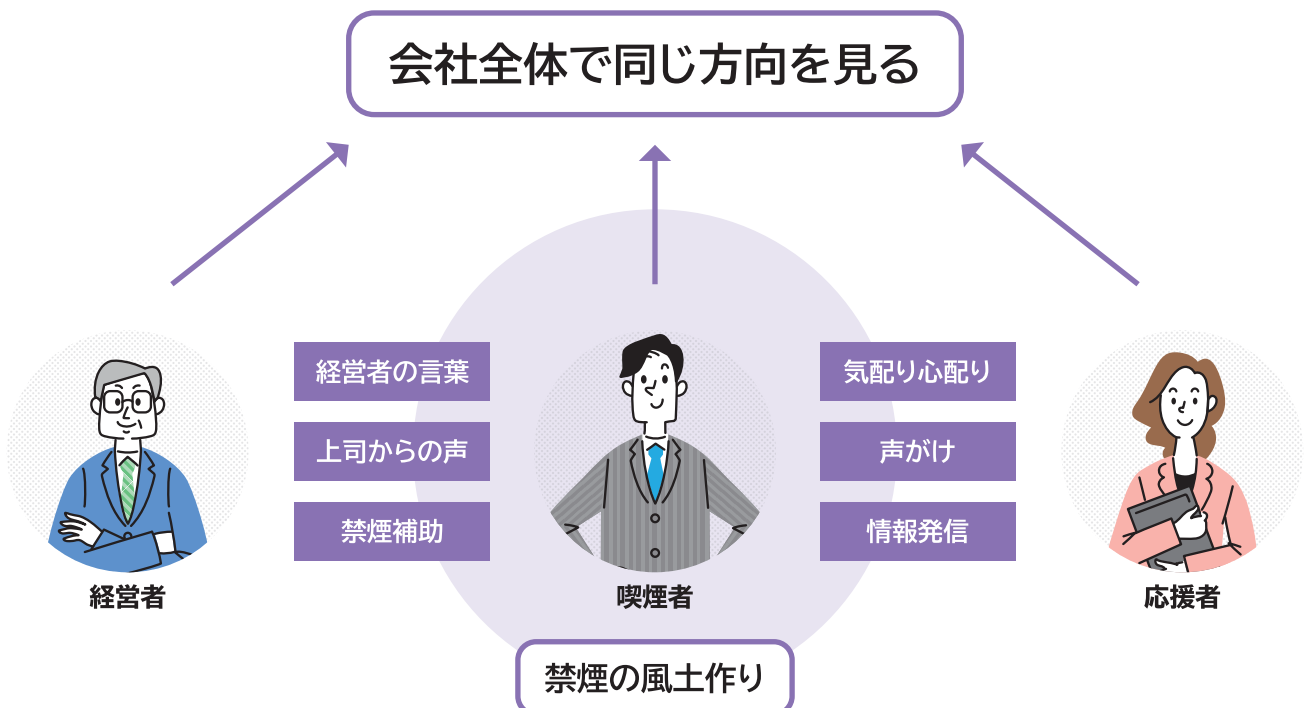 会社全体で同じ方向を見る
経営者の言葉
上司からの声
禁煙補助
気配り心配り
声がけ
情報発信
経営者
喫煙者
応援者
禁煙の風土作り